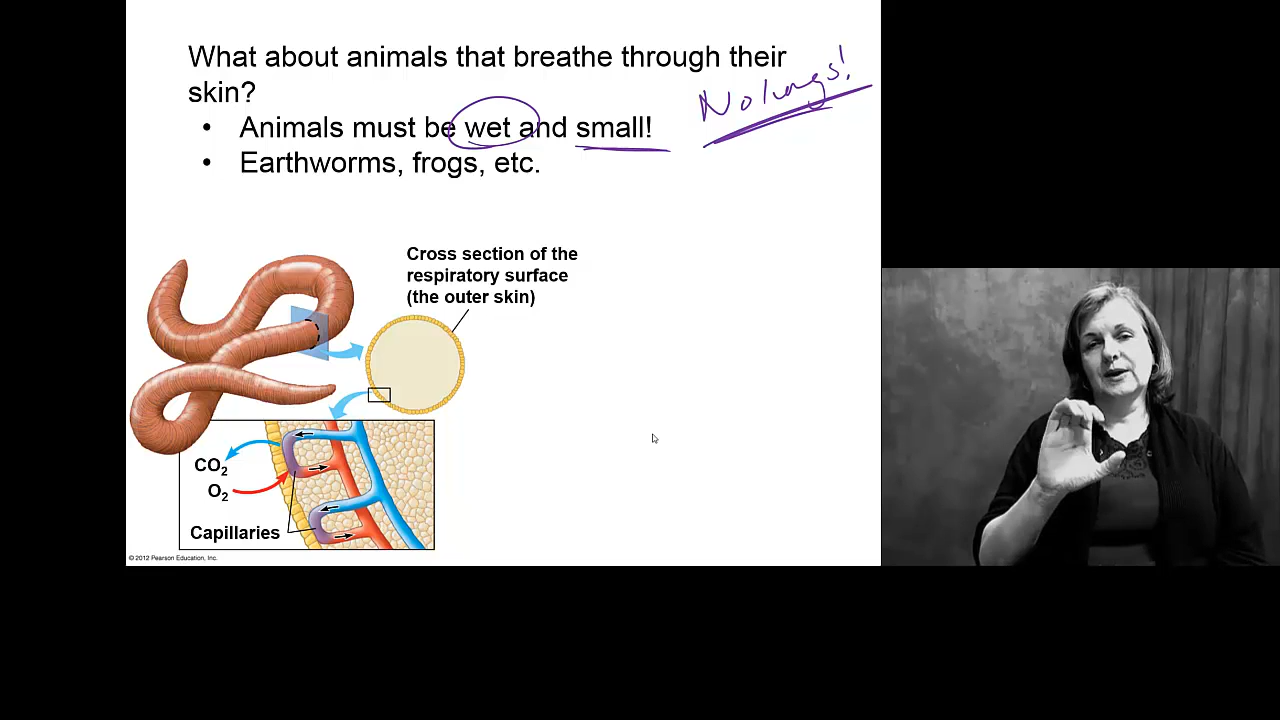 What about animals that breathe through their
skin?
No lungs!
• Animals must be wet and small!
• Earthworms, frogs, etc.
Cross section of the
respiratory surface
(the outer skin)
CO₂
O₂
Capillaries
© 2012 Pearson Education, Inc.